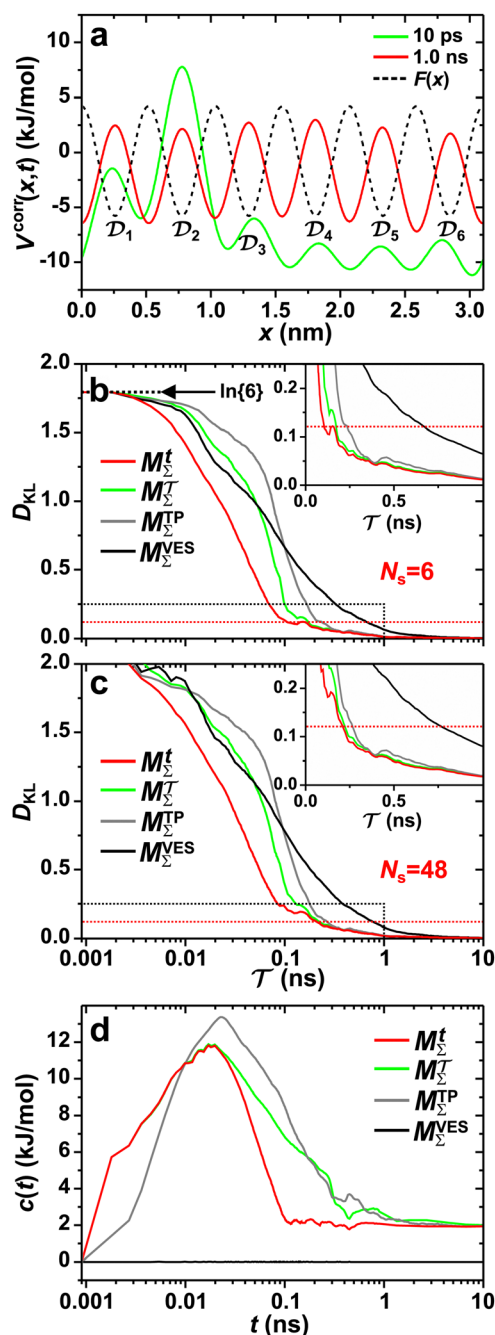 a
10 ps
1.0 ns
F(x)
V^corr(x,t) (kJ/mol)
10
5
0
-5
-10
𝒟₁ 𝒟₂ 𝒟₃ 𝒟₄ 𝒟₅ 𝒟₆
0.0 0.5 1.0 1.5 2.0 2.5 3.0
x (nm)
b
ln{6}
D_KL
2.0
1.5
1.0
0.5
0.0
M_Σ^t
M_Σ^𝒯
M_Σ^TP
M_Σ^VES
0.2
0.1
0.0
0.0 0.5
𝒯 (ns)
N_s=6
c
D_KL
2.0
1.5
1.0
0.5
0.0
M_Σ^t
M_Σ^𝒯
M_Σ^TP
M_Σ^VES
0.2
0.1
0.0
0.0 0.5
𝒯 (ns)
N_s=48
0.001 0.01 0.1 1 10
𝒯 (ns)
d
c(t) (kJ/mol)
12
10
8
6
4
2
0
M_Σ^t
M_Σ^𝒯
M_Σ^TP
M_Σ^VES
0.001 0.01 0.1 1 10
t (ns)